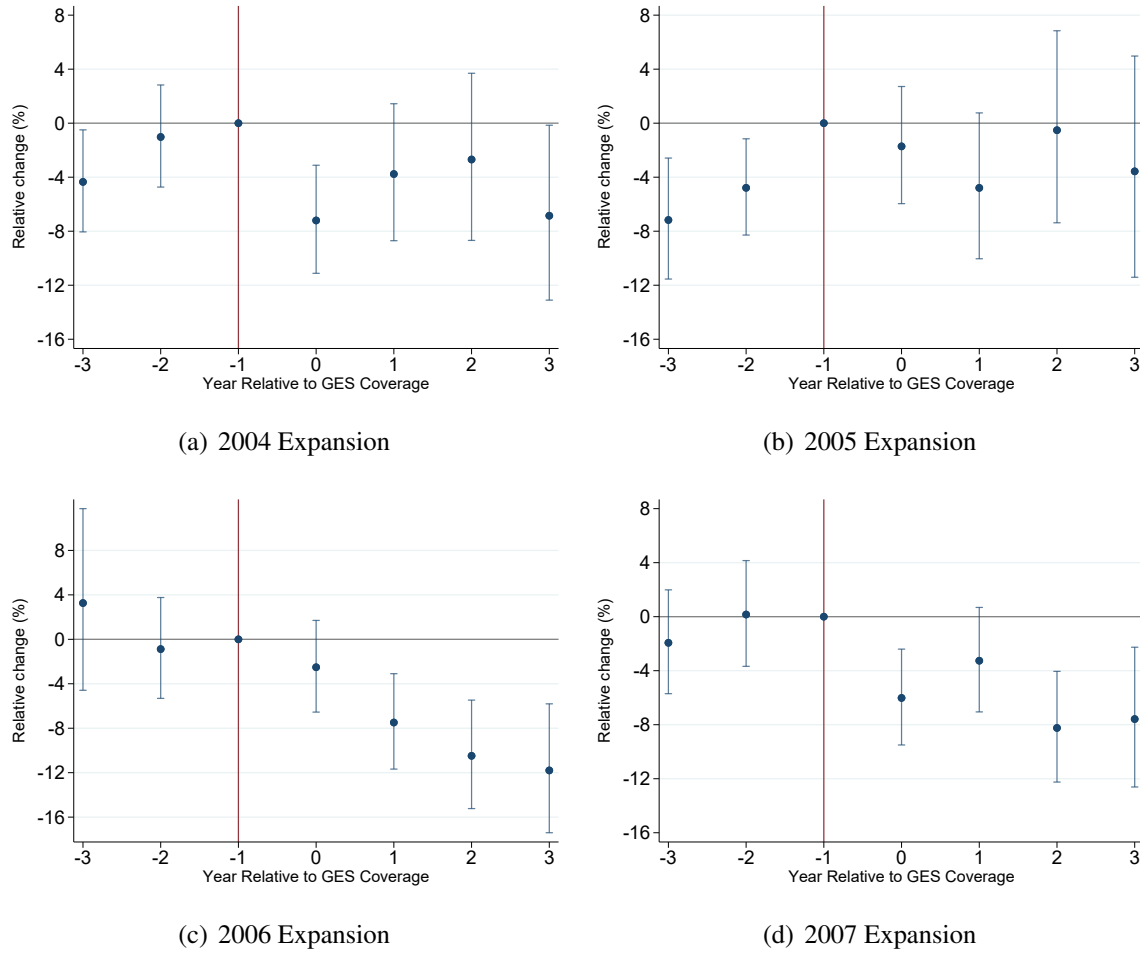 8
4
0
-4
-8
-12
-16
Relative change (%)
-3 -2 -1 0 1 2 3
Year Relative to GES Coverage
(a) 2004 Expansion
8
4
0
-4
-8
-12
-16
Relative change (%)
-3 -2 -1 0 1 2 3
Year Relative to GES Coverage
(b) 2005 Expansion
8
4
0
-4
-8
-12
-16
Relative change (%)
-3 -2 -1 0 1 2 3
Year Relative to GES Coverage
(c) 2006 Expansion
8
4
0
-4
-8
-12
-16
Relative change (%)
-3 -2 -1 0 1 2 3
Year Relative to GES Coverage
(d) 2007 Expansion